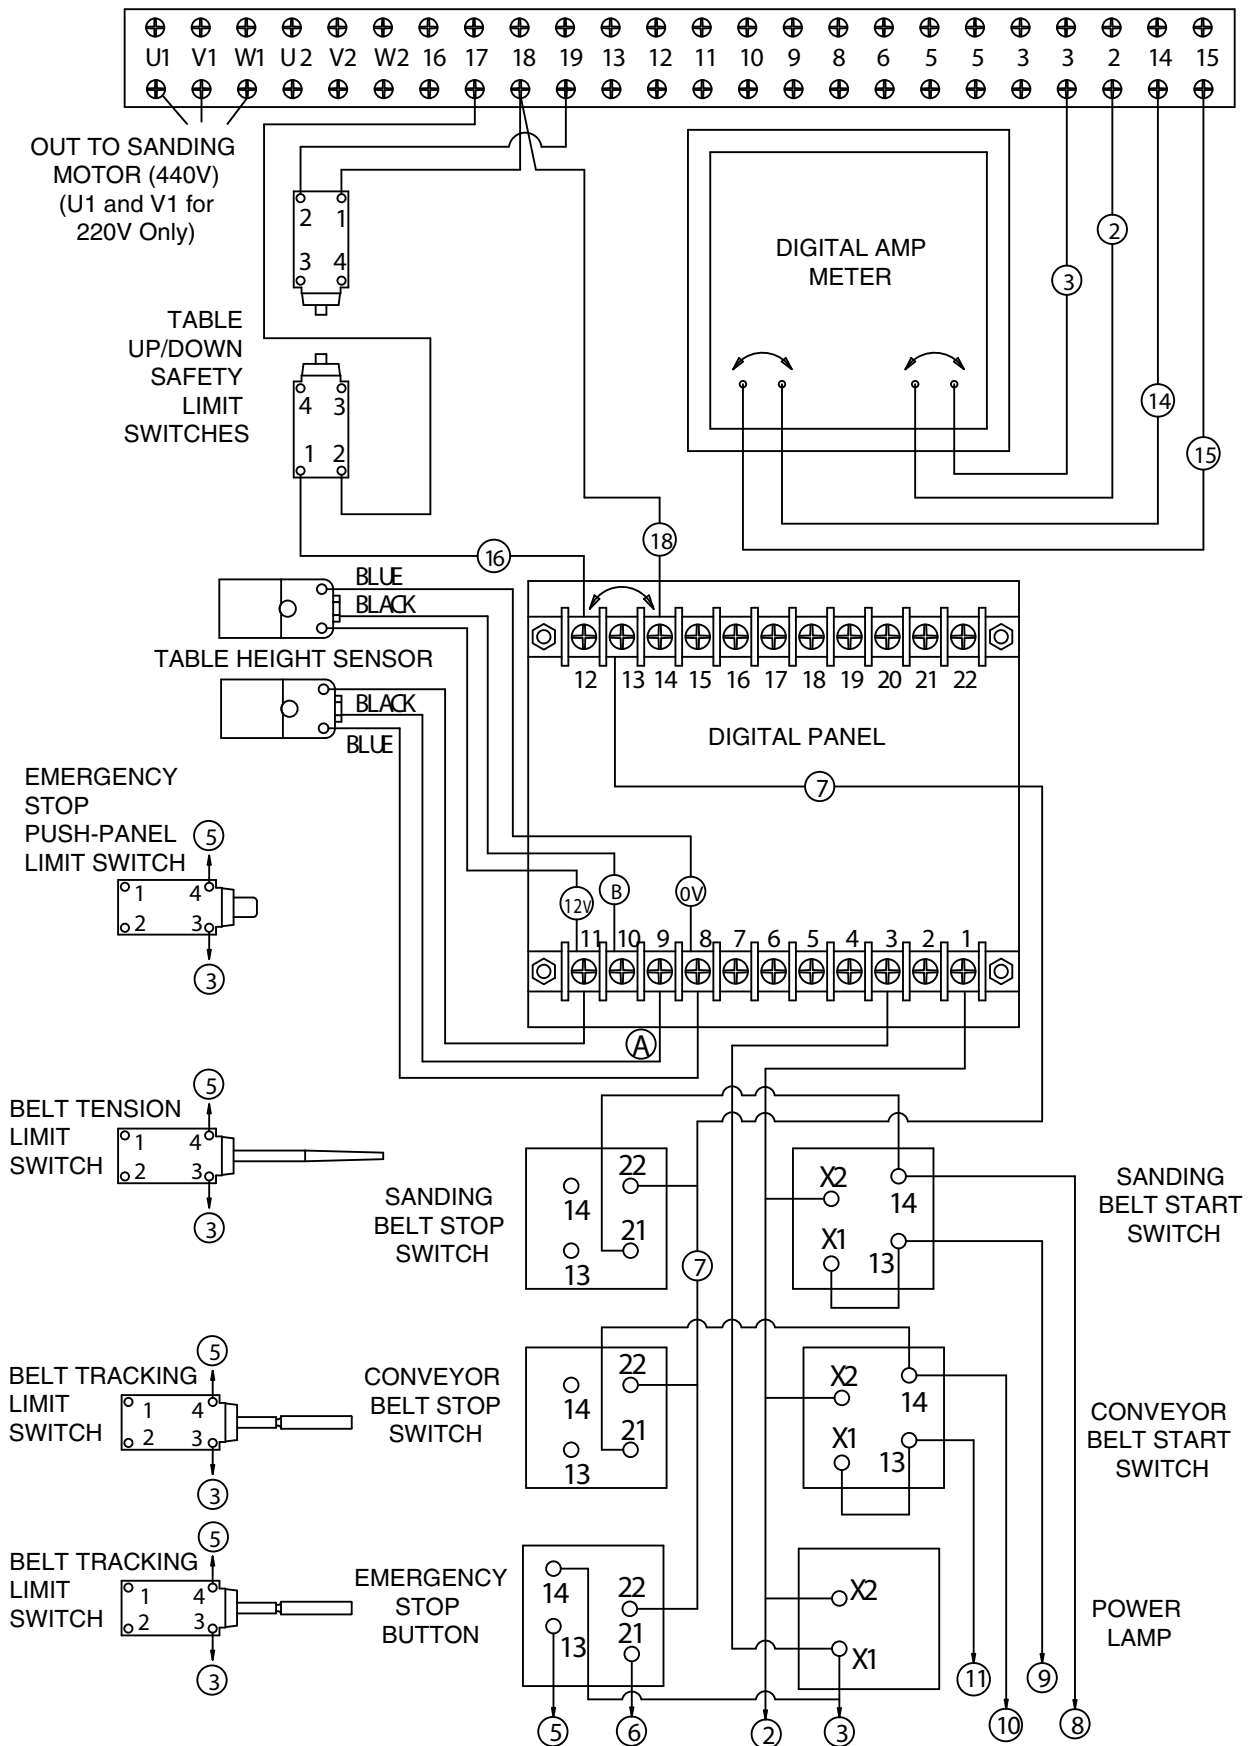 U1 V1 W1 U2 V2 W2 16 17 18 19 13 12 11 10 9 8 6 5 5 3 3 2 14 15
OUT TO SANDING
MOTOR (440V)
(U1 and V1 for
220V Only)
2 1
3 4
TABLE
UP/DOWN
SAFETY
LIMIT
SWITCHES
4 3
1 2
DIGITAL AMP
METER
2
3
14
15
18
16
BLUE
BLACK
TABLE HEIGHT SENSOR
BLACK
BLUE
12 13 14 15 16 17 18 19 20 21 22
DIGITAL PANEL
7
12V
B
0V
11 10 9 8 7 6 5 4 3 2 1
A
EMERGENCY
STOP
PUSH-PANEL
LIMIT SWITCH
5
1 4
2 3
3
BELT TENSION
LIMIT
SWITCH
5
1 4
2 3
3
SANDING
BELT STOP
SWITCH
22
14
21
13
7
X2
14
X1
13
SANDING
BELT START
SWITCH
BELT TRACKING
LIMIT
SWITCH
5
1 4
2 3
3
CONVEYOR
BELT STOP
SWITCH
22
14
21
13
X2
14
X1
13
CONVEYOR
BELT START
SWITCH
BELT TRACKING
LIMIT
SWITCH
5
1 4
2 3
3
EMERGENCY
STOP
BUTTON
14
22
13
21
X2
X1
POWER
LAMP
5 6 2 3 11 10 9 8